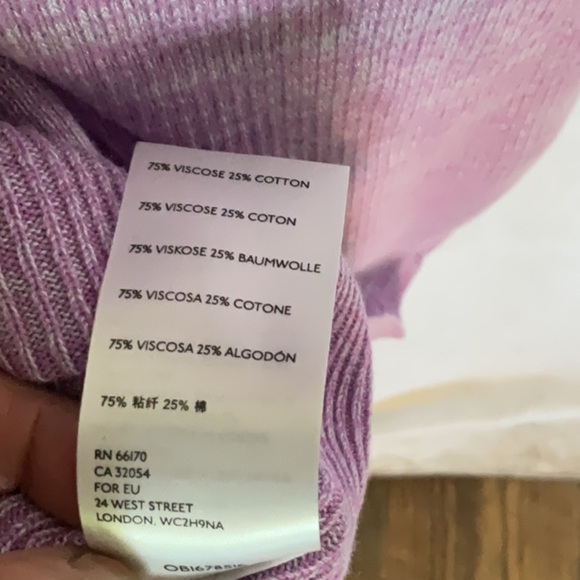 75% VISCOSE 25% COTTON
75% VISCOSE 25% COTON
75% VISKOSE 25% BAUMWOLLE
75% VISCOSA 25% COTONE
75% VISCOSA 25% ALGODÓN
75% 粘纤 25% 棉
RN 66170
CA 32054
FOR EU
24 WEST STREET
LONDON, WC2H9NA